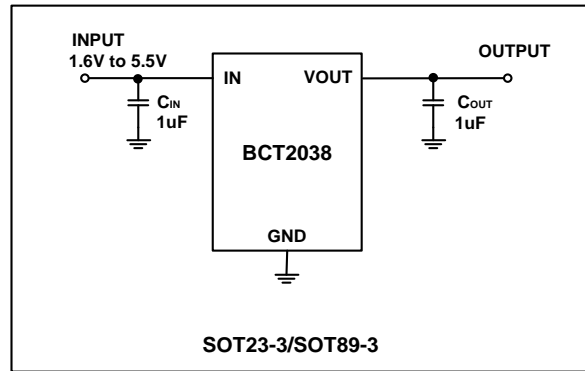 INPUT
1.6V to 5.5V
OUTPUT
IN
VOUT
CIN
1uF
COUT
1uF
BCT2038
GND
SOT23-3/SOT89-3